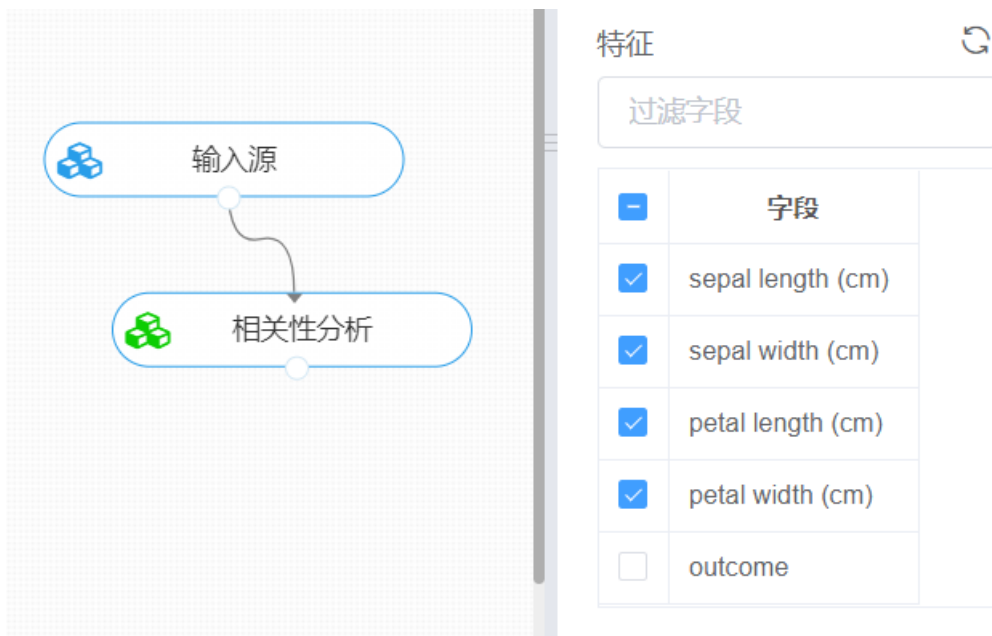 输入源
相关性分析
特征
过滤字段
字段
sepal length (cm)
sepal width (cm)
petal length (cm)
petal width (cm)
outcome